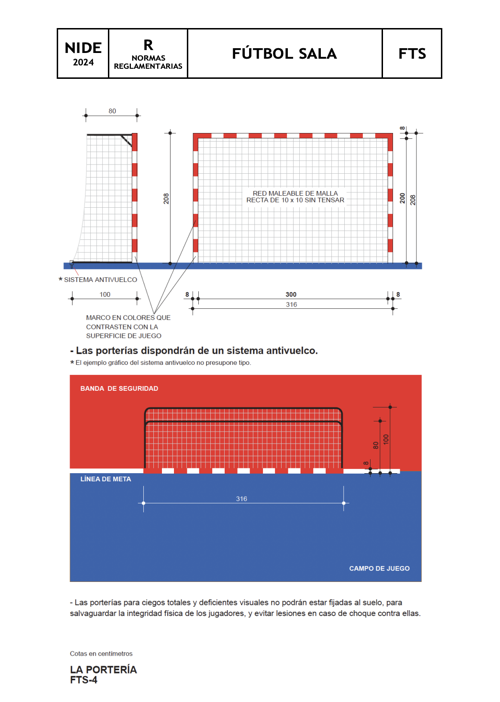 NIDE
2024
R
NORMAS
REGLAMENTARIAS
FÚTBOL SALA
FTS
80
8
208
RED MALEABLE DE MALLA
RECTA DE 10 x 10 SIN TENSAR
200
208
* SISTEMA ANTIVUELCO
100
8
300
8
316
MARCO EN COLORES QUE
CONTRASTEN CON LA
SUPERFICIE DE JUEGO
- Las porterías dispondrán de un sistema antivuelco.
* El ejemplo gráfico del sistema antivuelco no presupone tipo.
BANDA DE SEGURIDAD
80
100
8
LÍNEA DE META
316
CAMPO DE JUEGO
- Las porterías para ciegos totales y deficientes visuales no podrán estar fijadas al suelo, para
salvaguardar la integridad física de los jugadores, y evitar lesiones en caso de choque contra ellas.
Cotas en centímetros
LA PORTERÍA
FTS-4